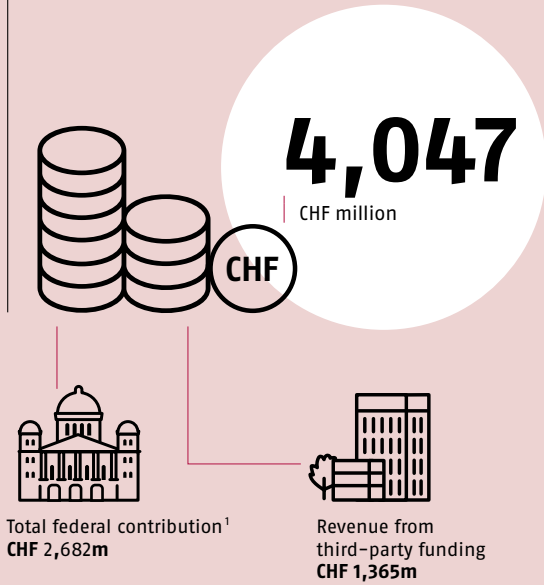 4,047
CHF million
CHF
Total federal contribution¹
CHF 2,682m
Revenue from
third-party funding
CHF 1,365m